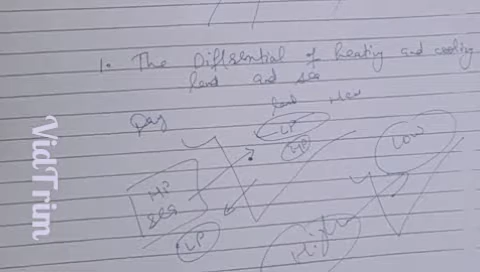 1. The Differential of heating and cooling
land and sea
land
Day
LP
HP
Low
HP
sea
LP
High
VidTrim